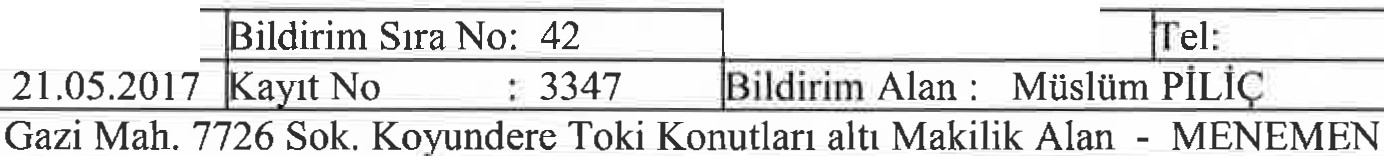 Bildirim Sıra No: 42 Tel:
21.05.2017 Kayıt No : 3347 Bildirim Alan : Müslüm PİLİÇ
Gazi Mah. 7726 Sok. Koyundere Toki Konutları altı Makilik Alan - MENEMEN